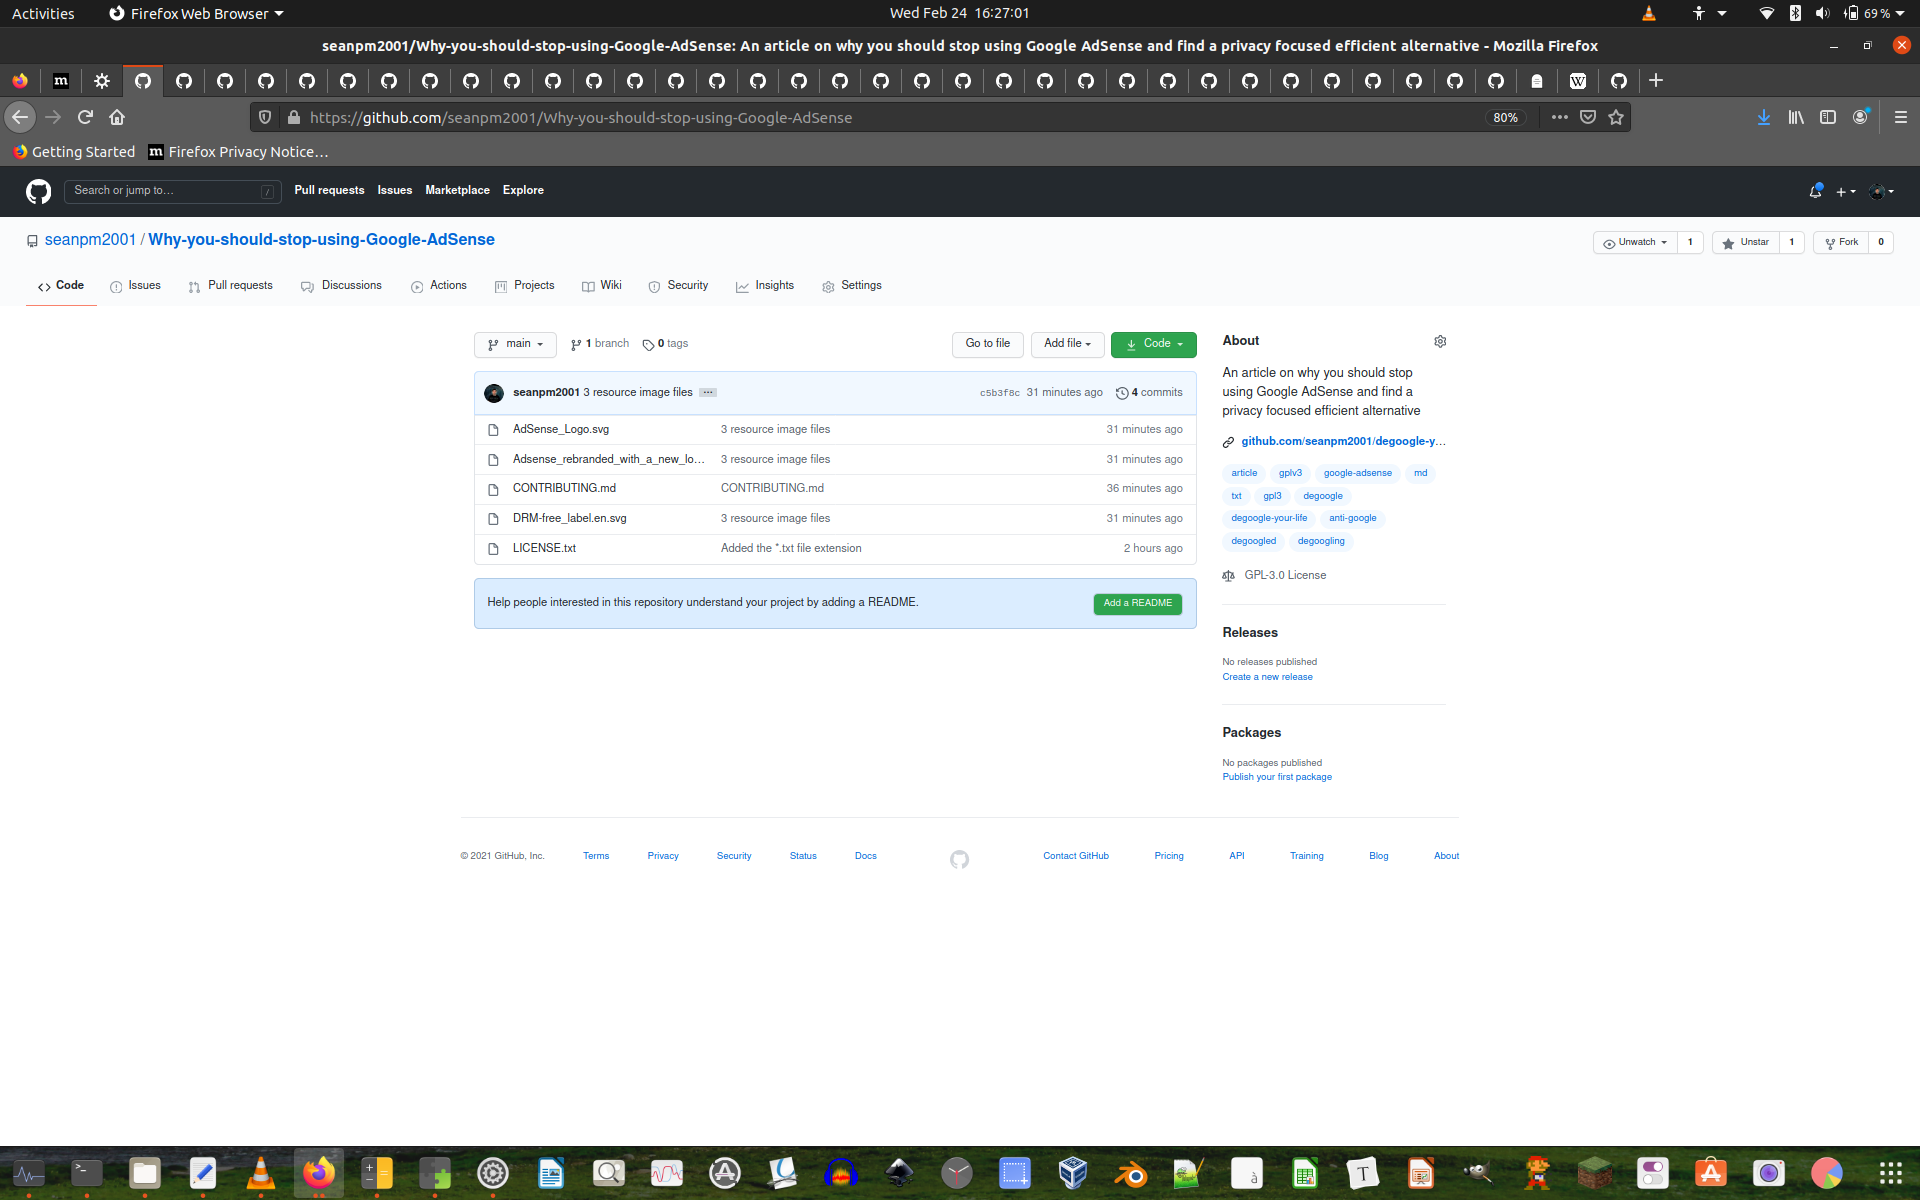 Activities
Firefox Web Browser
Wed Feb 24 16:27:01
69 %
seanpm2001/Why-you-should-stop-using-Google-AdSense: An article on why you should stop using Google AdSense and find a privacy focused efficient alternative - Mozilla Firefox
https://github.com/seanpm2001/Why-you-should-stop-using-Google-AdSense
80%
Getting Started
Firefox Privacy Notice…
Search or jump to…
/
Pull requests
Issues
Marketplace
Explore
seanpm2001 / Why-you-should-stop-using-Google-AdSense
Unwatch 1
Unstar 1
Fork 0
Code
Issues
Pull requests
Discussions
Actions
Projects
Wiki
Security
Insights
Settings
main
1 branch
0 tags
Go to file
Add file
Code
seanpm2001 3 resource image files
c5b3f8c 31 minutes ago
4 commits
AdSense_Logo.svg 3 resource image files 31 minutes ago
Adsense_rebranded_with_a_new_lo… 3 resource image files 31 minutes ago
CONTRIBUTING.md CONTRIBUTING.md 36 minutes ago
DRM-free_label.en.svg 3 resource image files 31 minutes ago
LICENSE.txt Added the *.txt file extension 2 hours ago
Help people interested in this repository understand your project by adding a README.
Add a README
About
An article on why you should stop
using Google AdSense and find a
privacy focused efficient alternative
github.com/seanpm2001/degoogle-y…
article gplv3 google-adsense md
txt gpl3 degoogle
degoogle-your-life anti-google
degoogled degoogling
GPL-3.0 License
Releases
No releases published
Create a new release
Packages
No packages published
Publish your first package
© 2021 GitHub, Inc.
Terms
Privacy
Security
Status
Docs
Contact GitHub
Pricing
API
Training
Blog
About